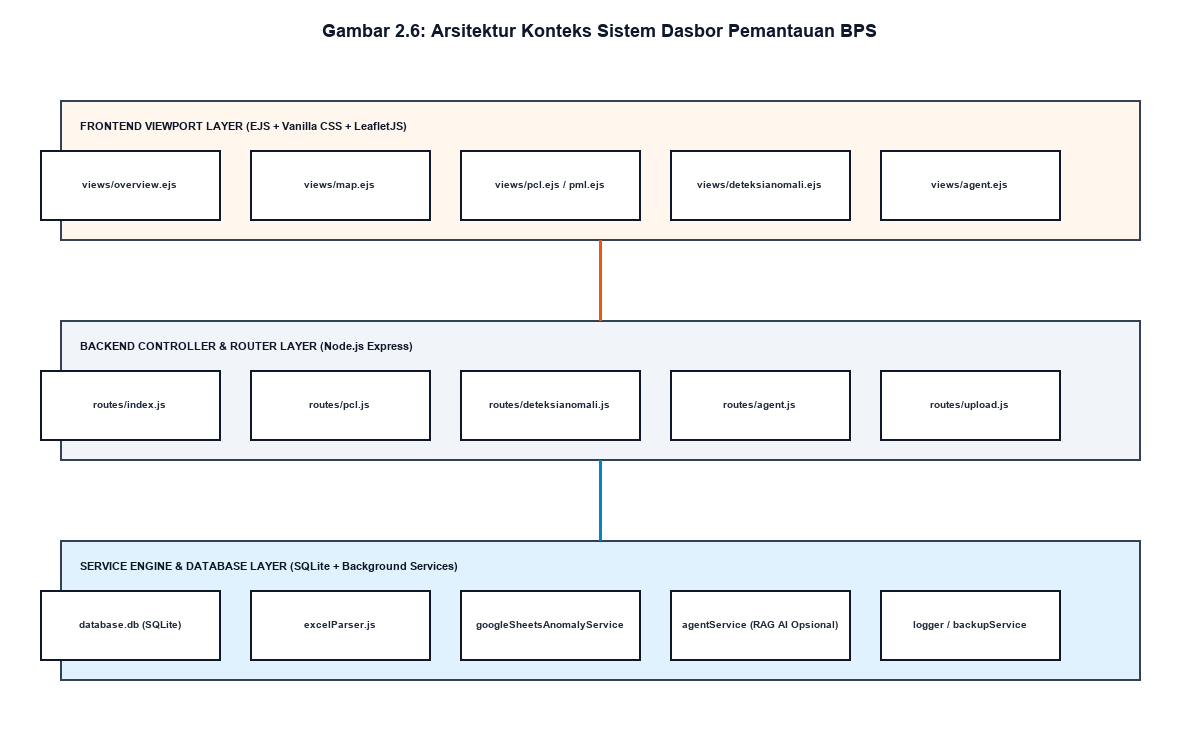 Gambar 2.6: Arsitektur Konteks Sistem Dasbor Pemantauan BPS
FRONTEND VIEWPORT LAYER (EJS + Vanilla CSS + LeafletJS)
views/overview.ejs
views/map.ejs
views/pcl.ejs / pml.ejs
views/deteksianomali.ejs
views/agent.ejs
BACKEND CONTROLLER & ROUTER LAYER (Node.js Express)
routes/index.js
routes/pcl.js
routes/deteksianomali.js
routes/agent.js
routes/upload.js
SERVICE ENGINE & DATABASE LAYER (SQLite + Background Services)
database.db (SQLite)
excelParser.js
googleSheetsAnomalyService
agentService (RAG AI Opsional)
logger / backupService